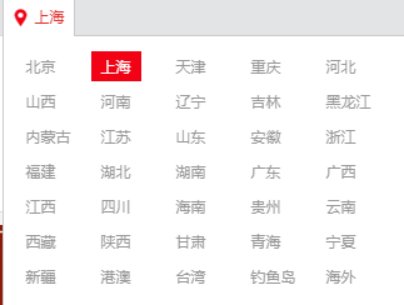 上海
北京 上海 天津 重庆 河北
山西 河南 辽宁 吉林 黑龙江
内蒙古 江苏 山东 安徽 浙江
福建 湖北 湖南 广东 广西
江西 四川 海南 贵州 云南
西藏 陕西 甘肃 青海 宁夏
新疆 港澳 台湾 钓鱼岛 海外